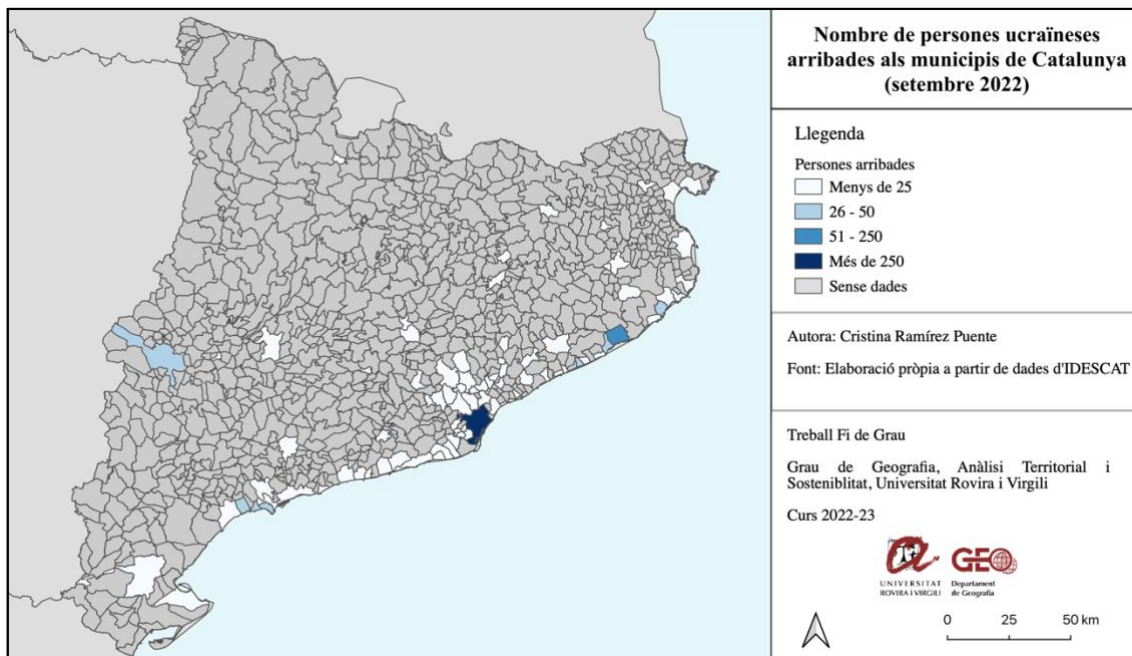 Nombre de persones ucraïneses
arribades als municipis de Catalunya
(setembre 2022)
Llegenda
Persones arribades
Menys de 25
26 - 50
51 - 250
Més de 250
Sense dades
Autora: Cristina Ramírez Puente
Font: Elaboració pròpia a partir de dades d'IDESCAT
Treball Fi de Grau
Grau de Geografia, Anàlisi Territorial i
Sosteniblitat, Universitat Rovira i Virgili
Curs 2022-23
UNIVERSITAT
ROVIRA I VIRGILI
GEO
Departament
de Geografia
0 25 50 km